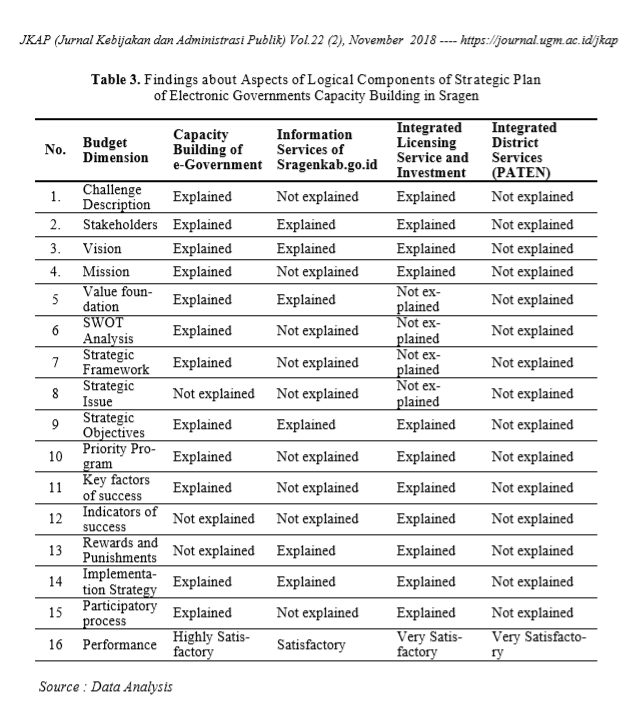 JKAP (Jurnal Kebijakan dan Administrasi Publik) Vol.22 (2), November 2018 ---- https://journal.ugm.ac.id/jkap
Table 3. Findings about Aspects of Logical Components of Strategic Plan
of Electronic Governments Capacity Building in Sragen
No. Budget Dimension Capacity Building of e-Government Information Services of Sragenkab.go.id Integrated Licensing Service and Investment Integrated District Services (PATEN)
1. Challenge Description Explained Not explained Explained Not explained
2. Stakeholders Explained Explained Explained Not explained
3. Vision Explained Explained Explained Not explained
4. Mission Explained Not explained Explained Not explained
5 Value foun-dation Explained Explained Not ex-plained Not explained
6 SWOT Analysis Explained Not explained Not ex-plained Not explained
7 Strategic Framework Explained Not explained Not ex-plained Not explained
8 Strategic Issue Not explained Not explained Not ex-plained Not explained
9 Strategic Objectives Explained Explained Explained Not explained
10 Priority Pro-gram Explained Not explained Explained Not explained
11 Key factors of success Explained Not explained Explained Not explained
12 Indicators of success Not explained Not explained Explained Not explained
13 Rewards and Punishments Not explained Explained Explained Not explained
14 Implementa-tion Strategy Explained Explained Explained Not explained
15 Participatory process Explained Not explained Explained Not explained
16 Performance Highly Satis-factory Satisfactory Very Satis-factory Very Satisfacto-ry
Source : Data Analysis